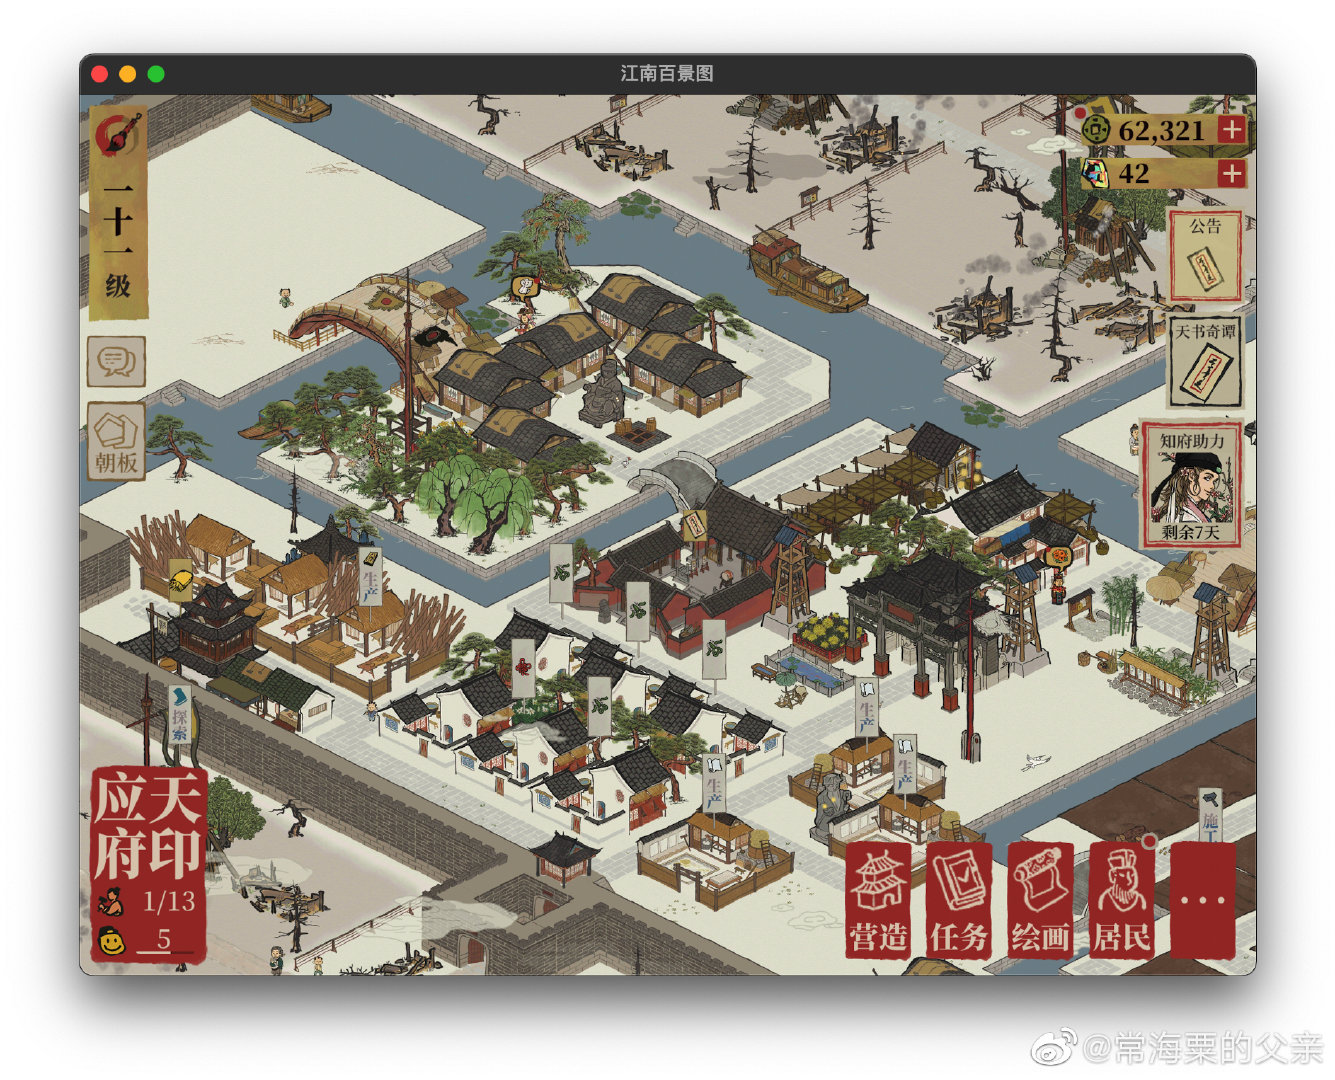 江南百景图
一十一级
朝板
62,321
42
公告
天书奇谭
知府助力
剩余7天
生产
探索
生产
生产
生产
施工
天印
应府
1/13
5
营造
任务
绘画
居民
@常海粟的父亲